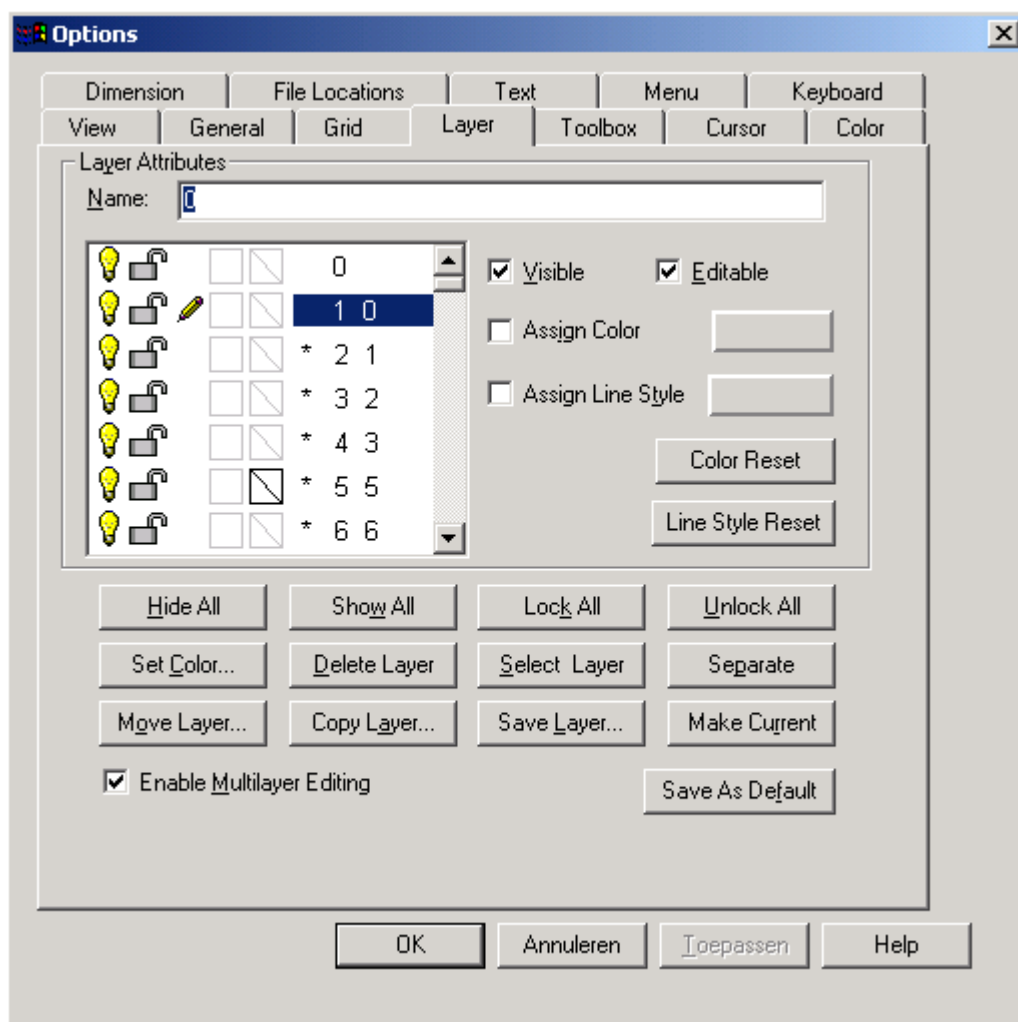 Options
Dimension File Locations Text Menu Keyboard
View General Grid Layer Toolbox Cursor Color
Layer Attributes
Name: 0
0
1 0
* 2 1
* 3 2
* 4 3
* 5 5
* 6 6
Visible Editable
Assign Color
Assign Line Style
Color Reset
Line Style Reset
Hide All Show All Lock All Unlock All
Set Color... Delete Layer Select Layer Separate
Move Layer... Copy Layer... Save Layer... Make Current
Enable Multilayer Editing Save As Default
OK Annuleren Toepassen Help